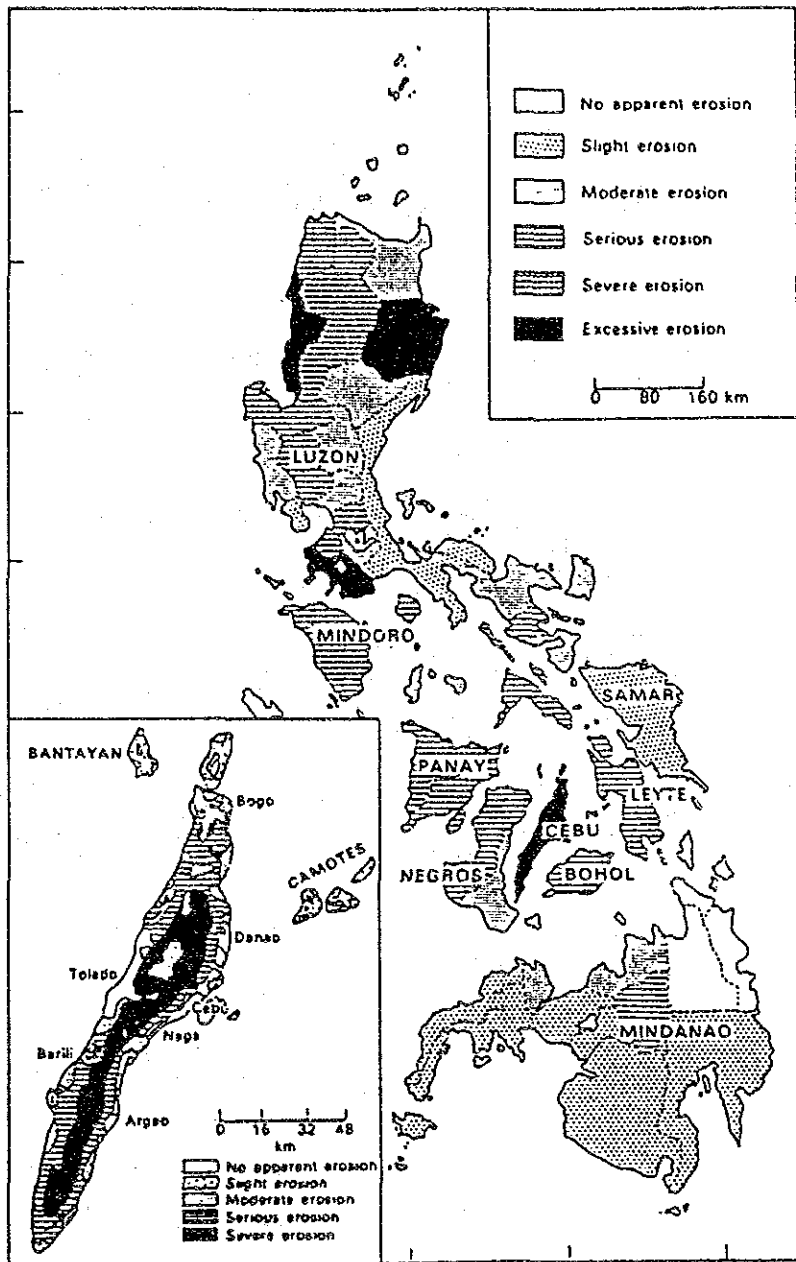 No apparent erosion
Slight erosion
Moderate erosion
Serious erosion
Severe erosion
Excessive erosion
0 80 160 km
LUZON
MINDORO
SAMAR
PANAY
LEYTE
CEBU
NEGROS
BOHOL
MINDANAO
BANTAYAN
Bogo
CAMOTES
Danao
Toledo
Cebu
Naga
Barili
Argao
0 16 32 48
km
No apparent erosion
Slight erosion
Moderate erosion
Serious erosion
Severe erosion